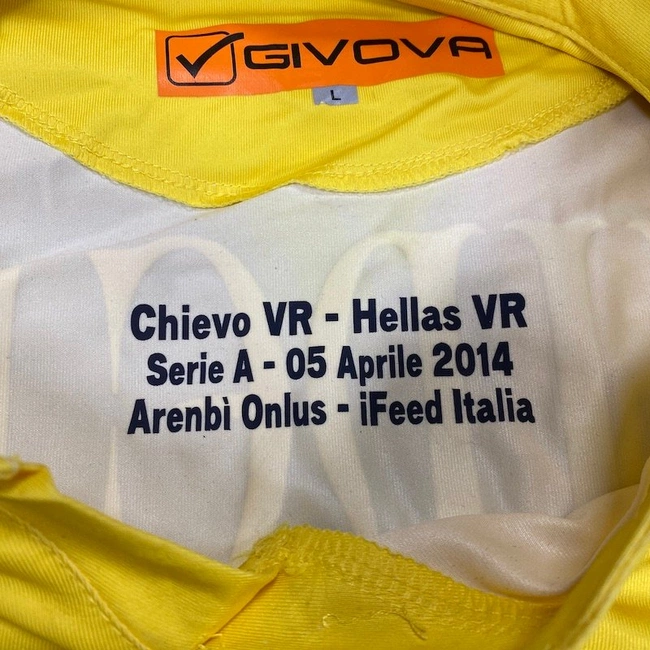 GIVOVA
L
Chievo VR - Hellas VR
Serie A - 05 Aprile 2014
Arenbì Onlus - iFeed Italia